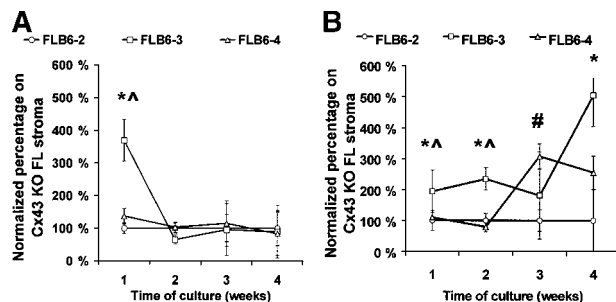 A
FLB6-2 FLB6-3 FLB6-4
Normalized percentage on
Cx43 KO FL stroma
600 %
500 %
400 %
300 %
200 %
100 %
0 %
*^
1 2 3 4
Time of culture (weeks)
B
FLB6-2 FLB6-3 FLB6-4
Normalized percentage on
Cx43 KO FL stroma
600 %
500 %
400 %
300 %
200 %
100 %
0 %
*^ *^ # *
1 2 3 4
Time of culture (weeks)